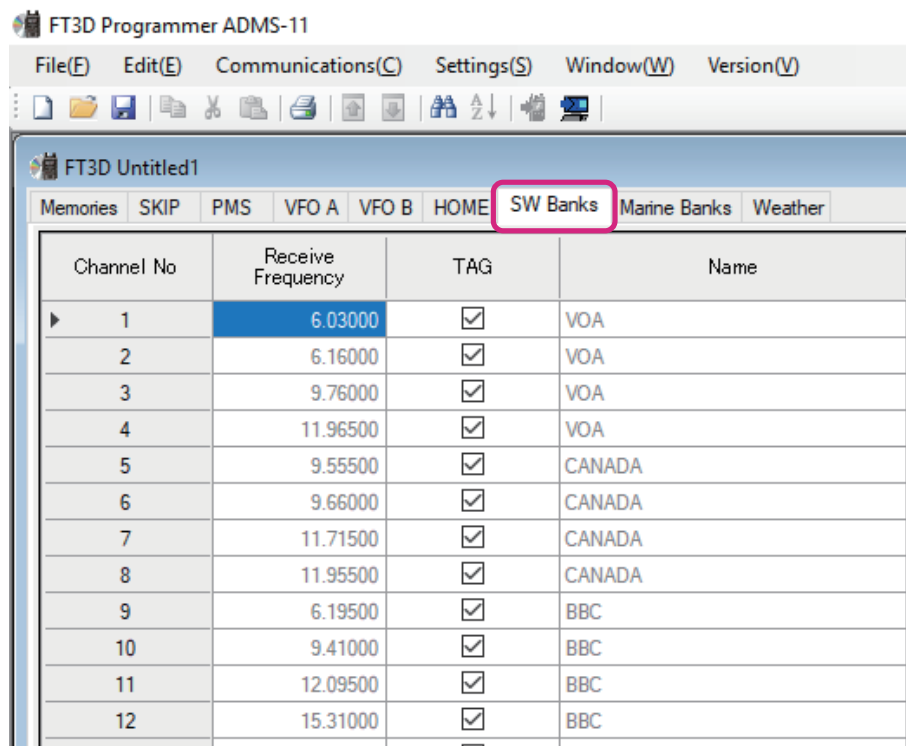 FT3D Programmer ADMS-11
File(F) Edit(E) Communications(C) Settings(S) Window(W) Version(V)
FT3D Untitled1
Memories SKIP PMS VFO A VFO B HOME SW Banks Marine Banks Weather
Channel No Receive Frequency TAG Name
1 6.03000 VOA
2 6.16000 VOA
3 9.76000 VOA
4 11.96500 VOA
5 9.55500 CANADA
6 9.66000 CANADA
7 11.71500 CANADA
8 11.95500 CANADA
9 6.19500 BBC
10 9.41000 BBC
11 12.09500 BBC
12 15.31000 BBC